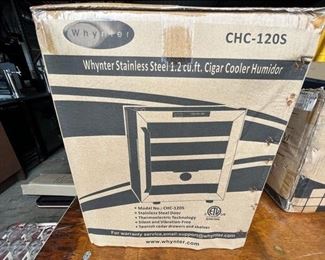 Whynter
CHC-120S
Whynter Stainless Steel 1.2 cu.ft. Cigar Cooler Humidor
• Model No.: CHC-120S
• Stainless Steel Door
• Thermoelectric Technology
• Silent and Vibration-Free
• Spanish cedar drawers and shelves
ETL
For warranty service,email support@whynter.com
www.whynter.com